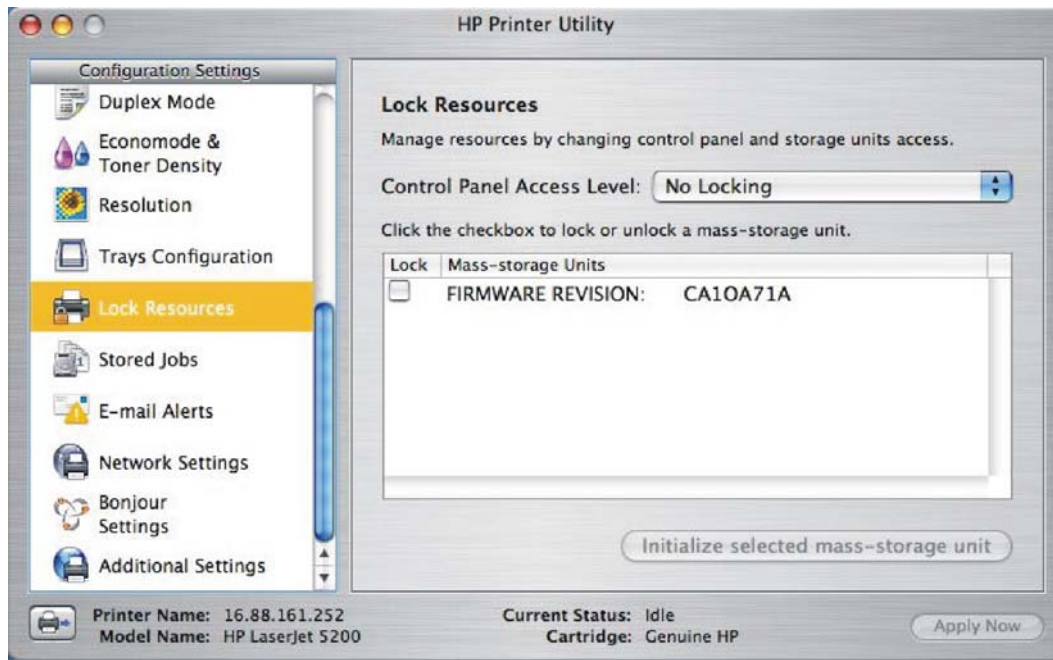 HP Printer Utility
Configuration Settings
Duplex Mode
Economode &
Toner Density
Resolution
Trays Configuration
Lock Resources
Stored Jobs
E-mail Alerts
Network Settings
Bonjour
Settings
Additional Settings
Lock Resources
Manage resources by changing control panel and storage units access.
Control Panel Access Level: No Locking
Click the checkbox to lock or unlock a mass-storage unit.
Lock Mass-storage Units
FIRMWARE REVISION: CA10A71A
Initialize selected mass-storage unit
Printer Name: 16.88.161.252
Model Name: HP LaserJet 5200
Current Status: Idle
Cartridge: Genuine HP
Apply Now